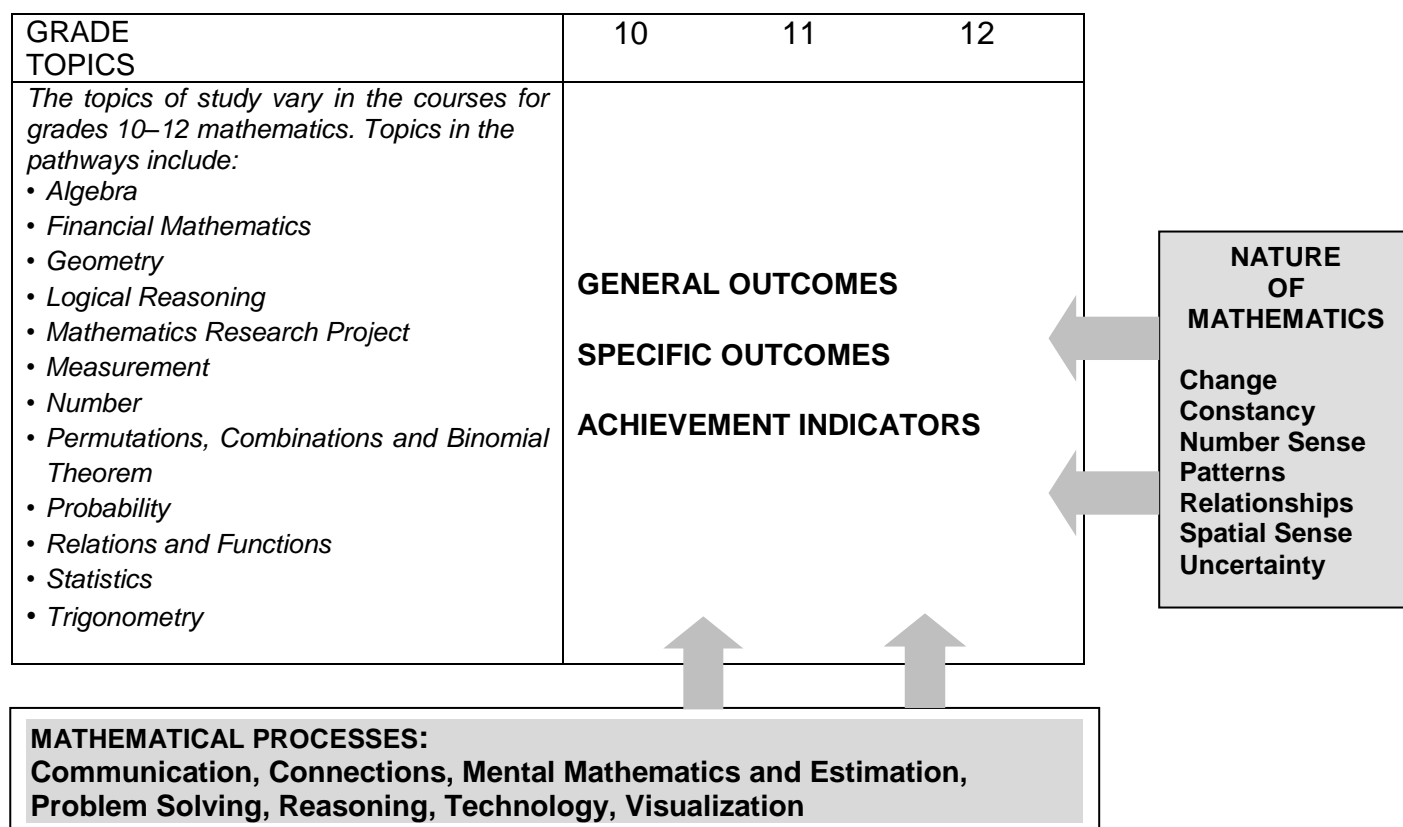 GRADE
TOPICS
10 11 12
The topics of study vary in the courses for
grades 10–12 mathematics. Topics in the
pathways include:
• Algebra
• Financial Mathematics
• Geometry
• Logical Reasoning
• Mathematics Research Project
• Measurement
• Number
• Permutations, Combinations and Binomial
Theorem
• Probability
• Relations and Functions
• Statistics
• Trigonometry
GENERAL OUTCOMES
SPECIFIC OUTCOMES
ACHIEVEMENT INDICATORS
NATURE
OF
MATHEMATICS
Change
Constancy
Number Sense
Patterns
Relationships
Spatial Sense
Uncertainty
MATHEMATICAL PROCESSES:
Communication, Connections, Mental Mathematics and Estimation,
Problem Solving, Reasoning, Technology, Visualization